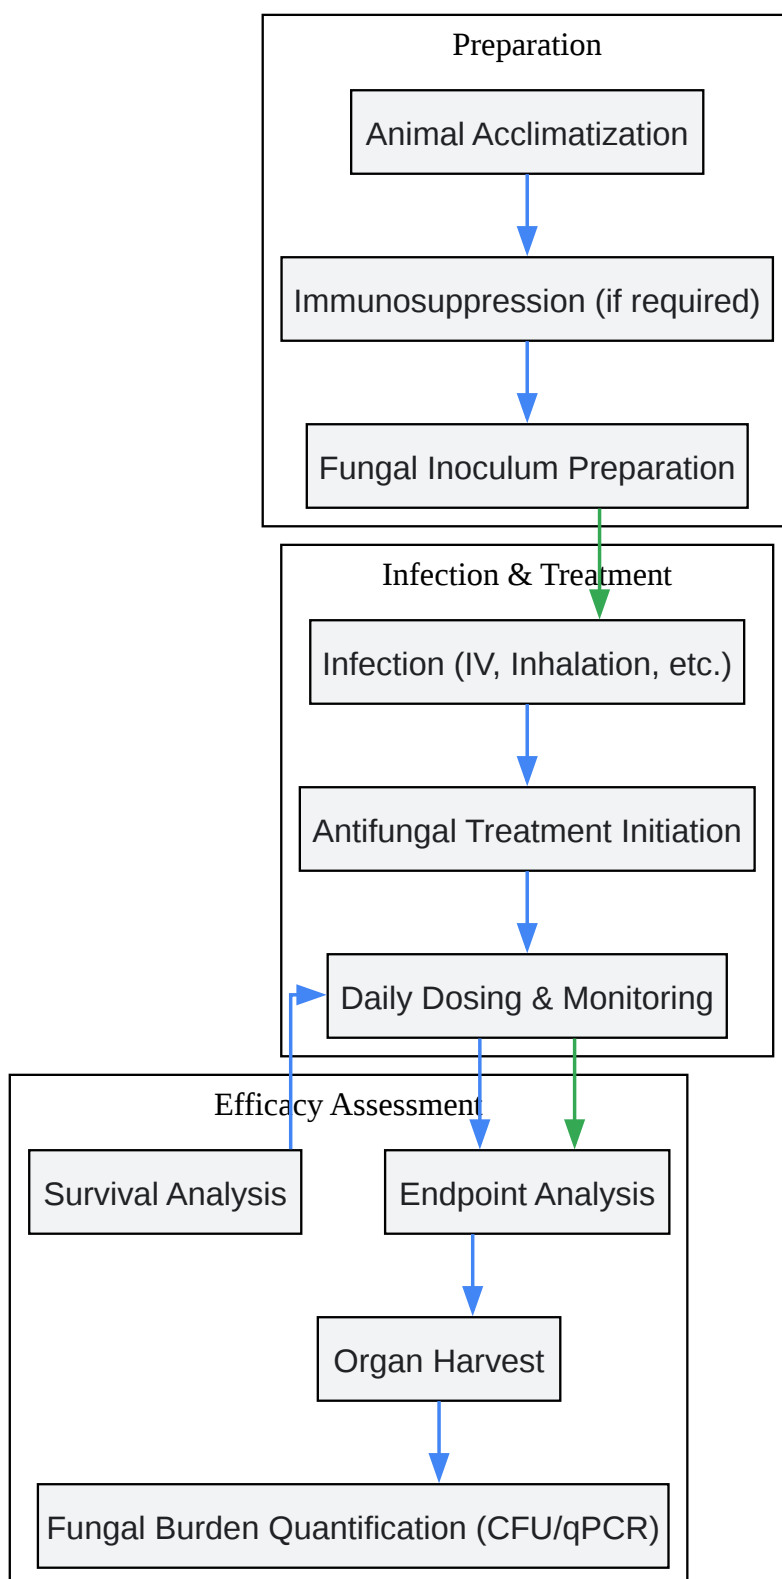 Preparation
Animal Acclimatization
Immunosuppression (if required)
Fungal Inoculum Preparation
Infection & Treatment
Infection (IV, Inhalation, etc.)
Antifungal Treatment Initiation
Daily Dosing & Monitoring
Efficacy Assessment
Survival Analysis
Endpoint Analysis
Organ Harvest
Fungal Burden Quantification (CFU/qPCR)